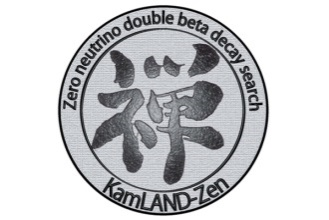 Zero neutrino double beta decay search
禅
KamLAND-Zen